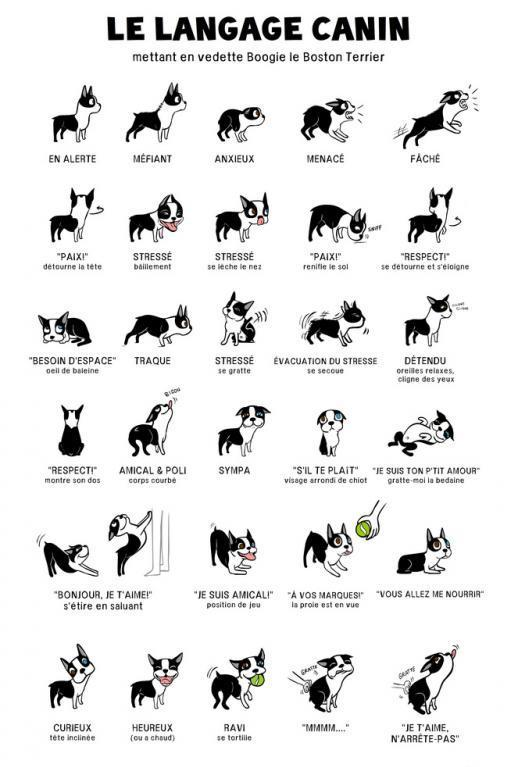 LE LANGAGE CANIN
mettant en vedette Boogie le Boston Terrier
EN ALERTE
MÉFIANT
ANXIEUX
MENACÉ
FÂCHÉ
SNIFF
"PAIX!"
détourne la tête
STRESSÉ
bâillement
STRESSÉ
se lèche le nez
"PAIX!"
renifle le sol
"RESPECT!"
se détourne et s'éloigne
"BESOIN D'ESPACE"
oeil de baleine
TRAQUE
STRESSÉ
se gratte
ÉVACUATION DU STRESSE
se secoue
DÉTENDU
oreilles relaxes,
cligne des yeux
BISOU
"RESPECT!"
montre son dos
AMICAL & POLI
corps courbé
SYMPA
"S'IL TE PLAÎT"
visage arrondi de chiot
"JE SUIS TON P'TIT AMOUR"
gratte-moi la bedaine
"BONJOUR, JE T'AIME!"
s'étire en saluant
"JE SUIS AMICAL!"
position de jeu
"À VOS MARQUES!"
la proie est en vue
"VOUS ALLEZ ME NOURRIR"
CURIEUX
tête inclinée
HEUREUX
(ou a chaud)
RAVI
se tortille
GRATTE
"MMMM...."
GRATTE
"JE T'AIME,
N'ARRÊTE-PAS"